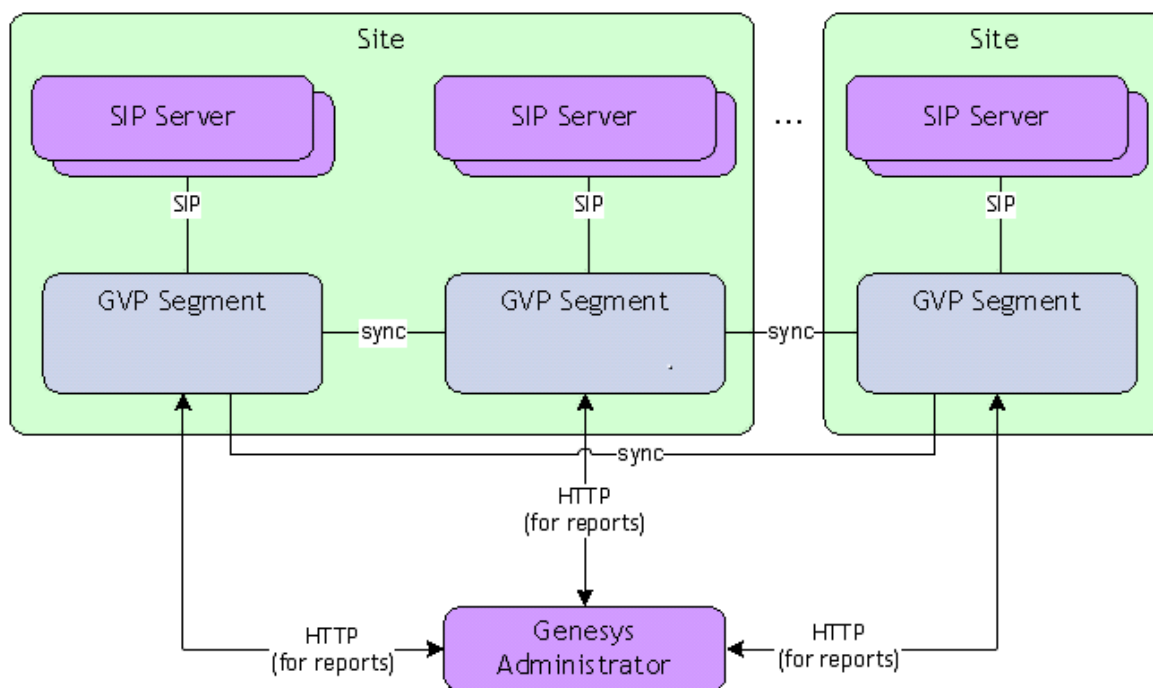 Site
Site
SIP Server
SIP Server
...
SIP Server
SIP
SIP
SIP
GVP Segment
GVP Segment
GVP Segment
sync
sync
sync
HTTP
(for reports)
HTTP
(for reports)
Genesys
Administrator
HTTP
(for reports)